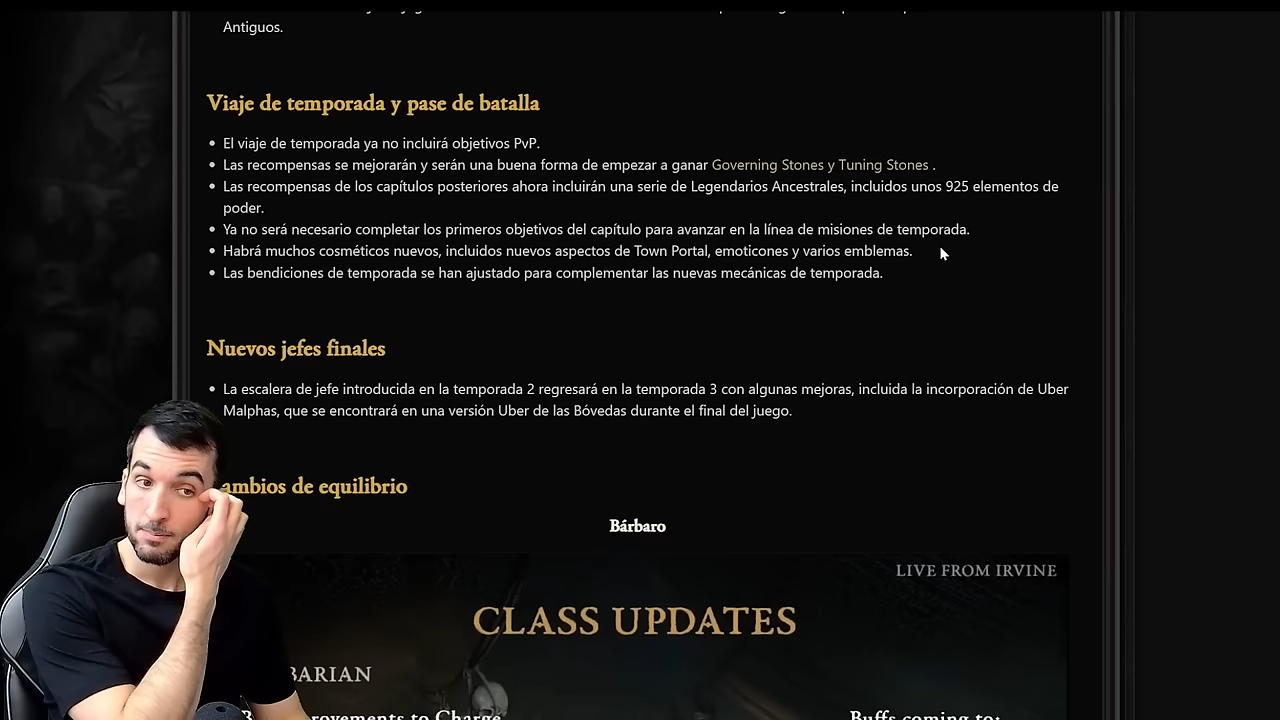 Antiguos.
Viaje de temporada y pase de batalla
• El viaje de temporada ya no incluirá objetivos PvP.
• Las recompensas se mejorarán y serán una buena forma de empezar a ganar Governing Stones y Tuning Stones .
• Las recompensas de los capítulos posteriores ahora incluirán una serie de Legendarios Ancestrales, incluidos unos 925 elementos de
poder.
• Ya no será necesario completar los primeros objetivos del capítulo para avanzar en la línea de misiones de temporada.
• Habrá muchos cosméticos nuevos, incluidos nuevos aspectos de Town Portal, emoticones y varios emblemas.
• Las bendiciones de temporada se han ajustado para complementar las nuevas mecánicas de temporada.
Nuevos jefes finales
• La escalera de jefe introducida en la temporada 2 regresará en la temporada 3 con algunas mejoras, incluida la incorporación de Uber
Malphas, que se encontrará en una versión Uber de las Bóvedas durante el final del juego.
ambios de equilibrio
Bárbaro
LIVE FROM IRVINE
CLASS UPDATES
BARIAN
rovements to Charge
Buffs coming to: